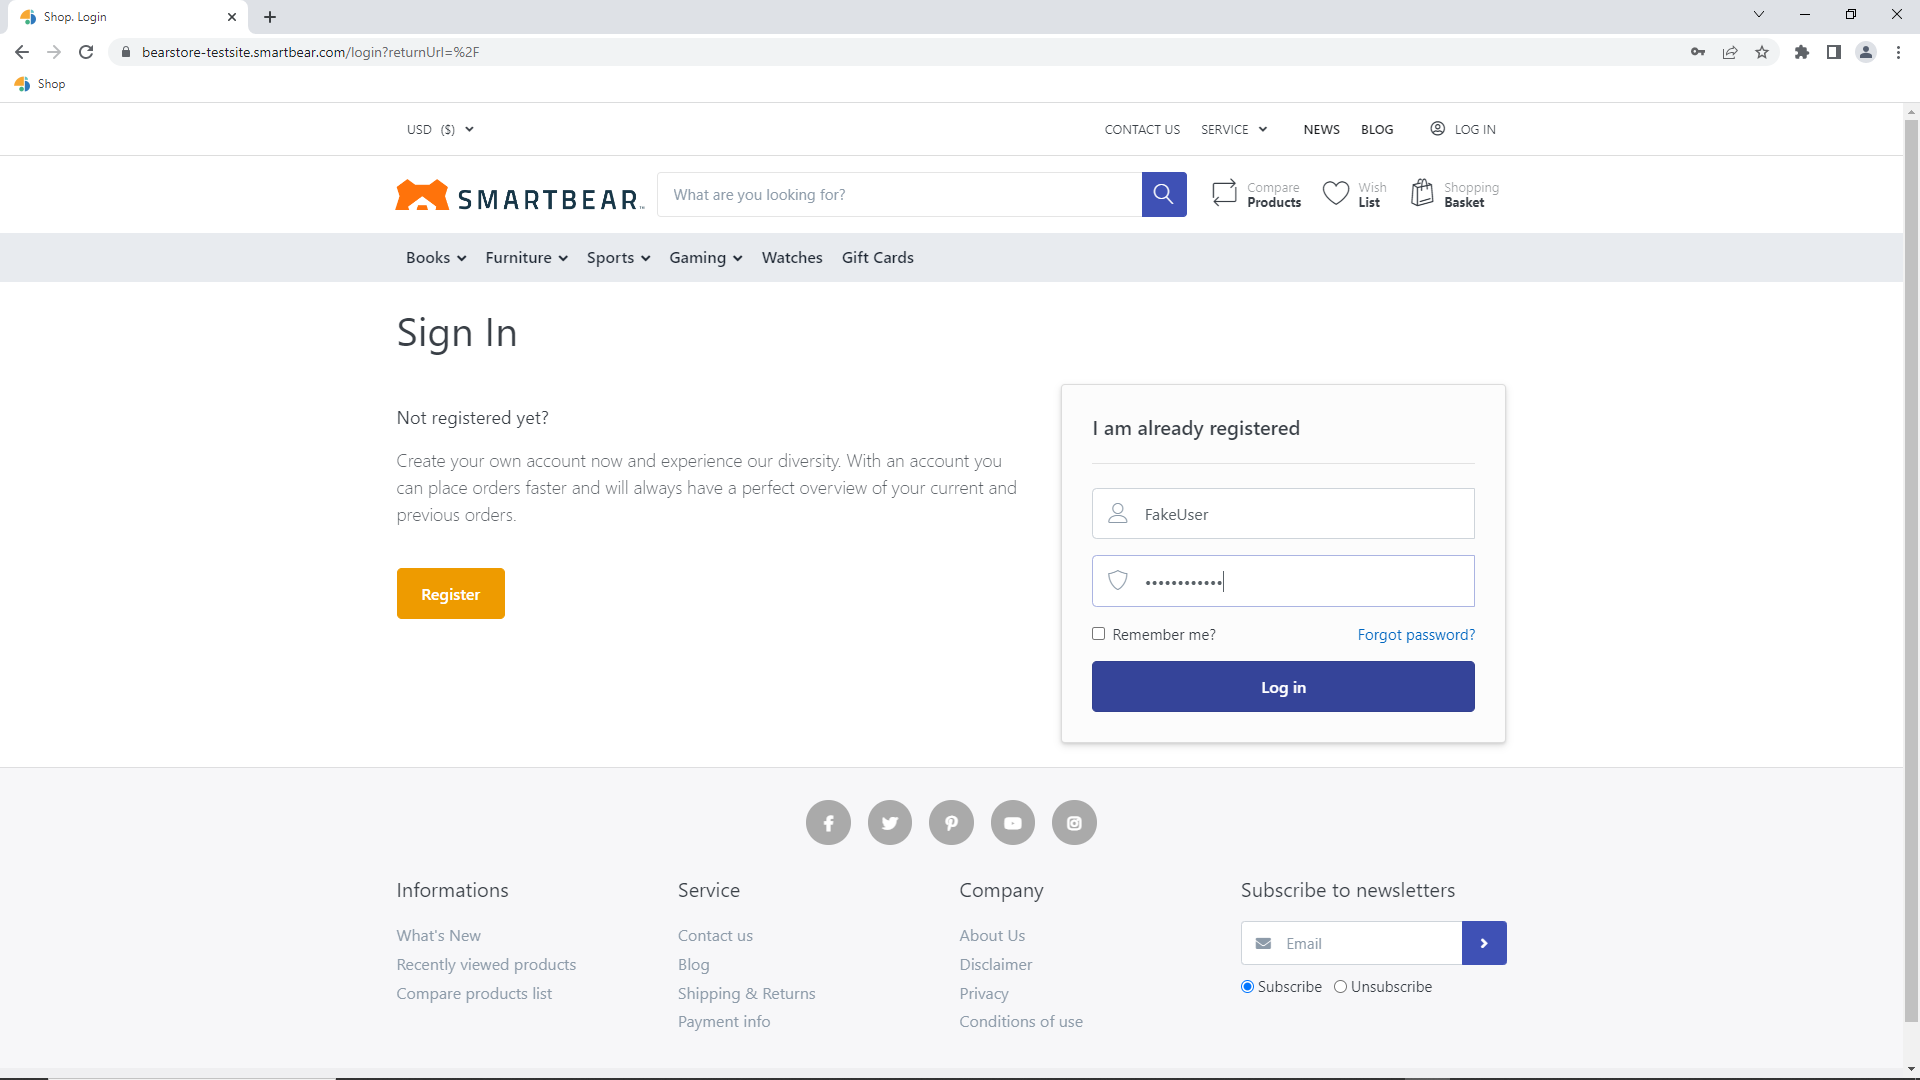 Shop. Login
bearstore-testsite.smartbear.com/login?returnUrl=%2F
Shop
USD ($)
CONTACT US SERVICE NEWS BLOG LOG IN
SMARTBEAR™
What are you looking for?
Compare
Products
Wish
List
Shopping
Basket
Books Furniture Sports Gaming Watches Gift Cards
Sign In
Not registered yet?
Create your own account now and experience our diversity. With an account you
can place orders faster and will always have a perfect overview of your current and
previous orders.
Register
I am already registered
FakeUser
••••••••••••
Remember me? Forgot password?
Log in
Informations
What's New
Recently viewed products
Compare products list
Service
Contact us
Blog
Shipping & Returns
Payment info
Company
About Us
Disclaimer
Privacy
Conditions of use
Subscribe to newsletters
Email
Subscribe Unsubscribe